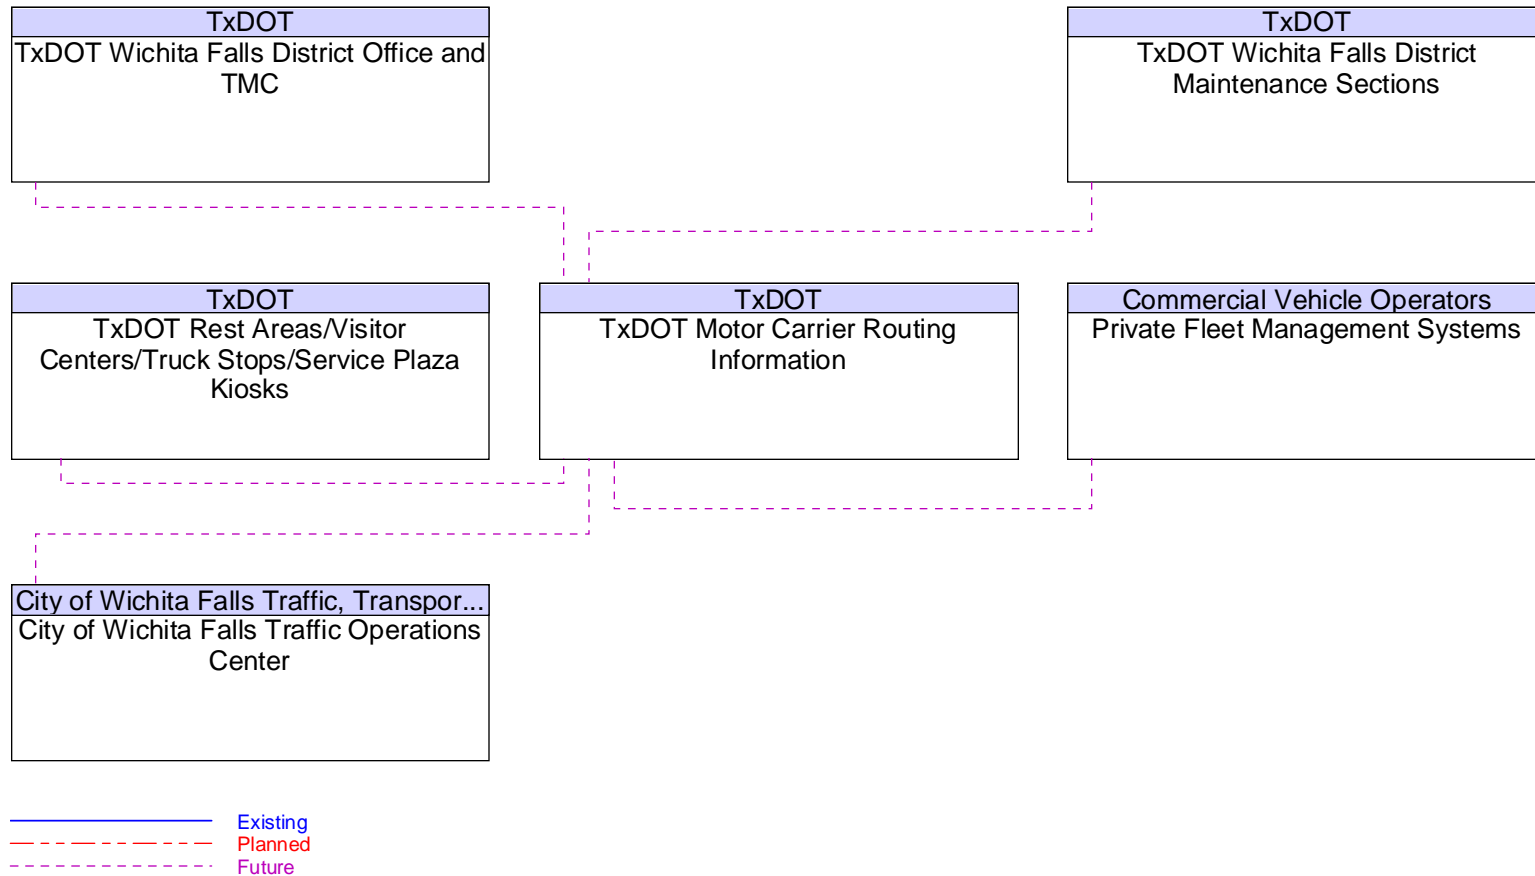 TxDOT
TxDOT Wichita Falls District Office and
TMC
TxDOT
TxDOT Wichita Falls District
Maintenance Sections
TxDOT
TxDOT Rest Areas/Visitor
Centers/Truck Stops/Service Plaza
Kiosks
TxDOT
TxDOT Motor Carrier Routing
Information
Commercial Vehicle Operators
Private Fleet Management Systems
City of Wichita Falls Traffic, Transpor...
City of Wichita Falls Traffic Operations
Center
Existing
Planned
Future